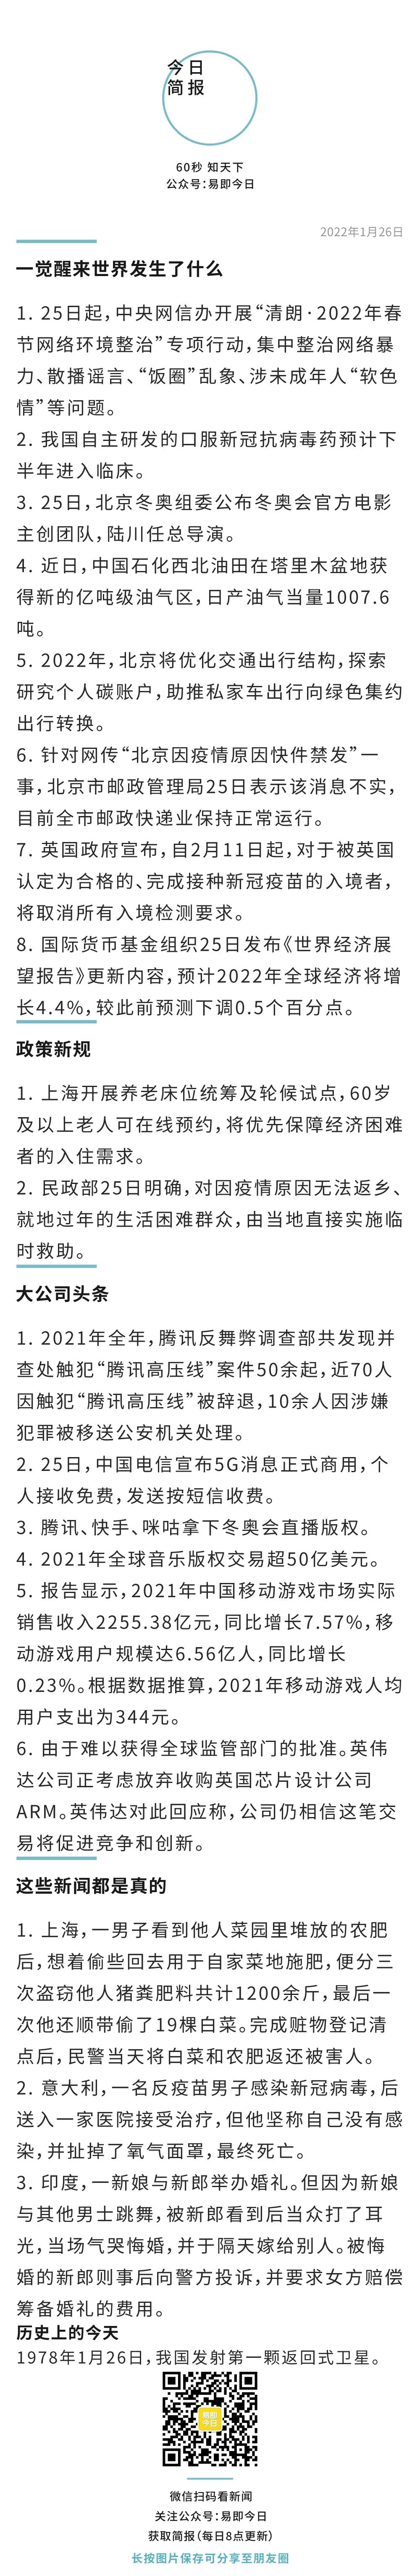 今日
简报
60秒 知天下
公众号：易即今日
2022年1月26日
一觉醒来世界发生了什么
1. 25日起，中央网信办开展“清朗·2022年春
节网络环境整治”专项行动，集中整治网络暴
力、散播谣言、“饭圈”乱象、涉未成年人“软色
情”等问题。
2. 我国自主研发的口服新冠抗病毒药预计下
半年进入临床。
3. 25日，北京冬奥组委公布冬奥会官方电影
主创团队，陆川任总导演。
4. 近日，中国石化西北油田在塔里木盆地获
得新的亿吨级油气区，日产油气当量1007.6
吨。
5. 2022年，北京将优化交通出行结构，探索
研究个人碳账户，助推私家车出行向绿色集约
出行转换。
6. 针对网传“北京因疫情原因快件禁发”一
事，北京市邮政管理局25日表示该消息不实，
目前全市邮政快递业保持正常运行。
7. 英国政府宣布，自2月11日起，对于被英国
认定为合格的、完成接种新冠疫苗的入境者，
将取消所有入境检测要求。
8. 国际货币基金组织25日发布《世界经济展
望报告》更新内容，预计2022年全球经济将增
长4.4%，较此前预测下调0.5个百分点。
政策新规
1. 上海开展养老床位统筹及轮候试点，60岁
及以上老人可在线预约，将优先保障经济困难
者的入住需求。
2. 民政部25日明确，对因疫情原因无法返乡、
就地过年的生活困难群众，由当地直接实施临
时救助。
大公司头条
1. 2021年全年，腾讯反舞弊调查部共发现并
查处触犯“腾讯高压线”案件50余起，近70人
因触犯“腾讯高压线”被辞退，10余人因涉嫌
犯罪被移送公安机关处理。
2. 25日，中国电信宣布5G消息正式商用，个
人接收免费，发送按短信收费。
3. 腾讯、快手、咪咕拿下冬奥会直播版权。
4. 2021年全球音乐版权交易超50亿美元。
5. 报告显示，2021年中国移动游戏市场实际
销售收入2255.38亿元，同比增长7.57%，移
动游戏用户规模达6.56亿人，同比增长
0.23%。根据数据推算，2021年移动游戏人均
用户支出为344元。
6. 由于难以获得全球监管部门的批准。英伟
达公司正考虑放弃收购英国芯片设计公司
ARM。英伟达对此回应称，公司仍相信这笔交
易将促进竞争和创新。
这些新闻都是真的
1. 上海，一男子看到他人菜园里堆放的农肥
后，想着偷些回去用于自家菜地施肥，便分三
次盗窃他人猪粪肥料共计1200余斤，最后一
次他还顺带偷了19棵白菜。完成赃物登记清
点后，民警当天将白菜和农肥返还被害人。
2. 意大利，一名反疫苗男子感染新冠病毒，后
送入一家医院接受治疗，但他坚称自己没有感
染，并扯掉了氧气面罩，最终死亡。
3. 印度，一新娘与新郎举办婚礼。但因为新娘
与其他男士跳舞，被新郎看到后当众打了耳
光，当场气哭悔婚，并于隔天嫁给别人。被悔
婚的新郎则事后向警方投诉，并要求女方赔偿
筹备婚礼的费用。
历史上的今天
1978年1月26日，我国发射第一颗返回式卫星。
易即
今日
微信扫码看新闻
关注公众号：易即今日
获取简报（每日8点更新）
长按图片保存可分享至朋友圈